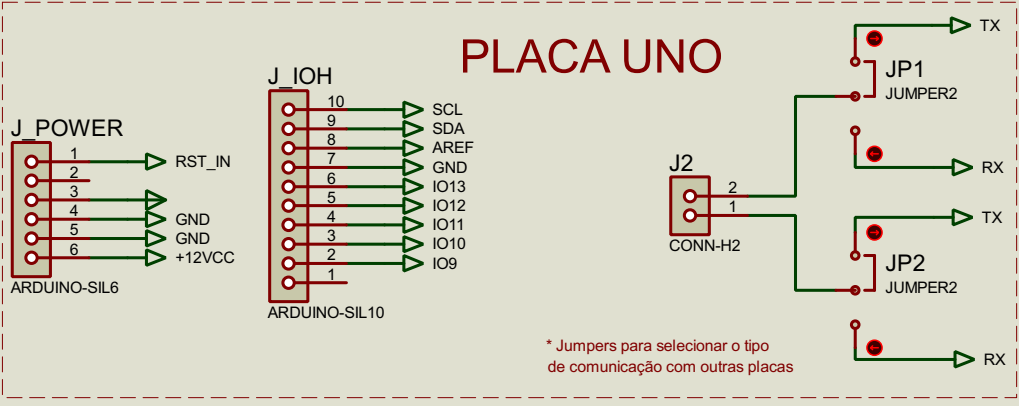 PLACA UNO
J_POWER
1 RST_IN
2
3
4 GND
5 GND
6 +12VCC
ARDUINO-SIL6
J_IOH
10 SCL
9 SDA
8 AREF
7 GND
6 IO13
5 IO12
4 IO11
3 IO10
2 IO9
1
ARDUINO-SIL10
J2
2
1
CONN-H2
TX
JP1
JUMPER2
RX
TX
JP2
JUMPER2
RX
* Jumpers para selecionar o tipo
de comunicação com outras placas